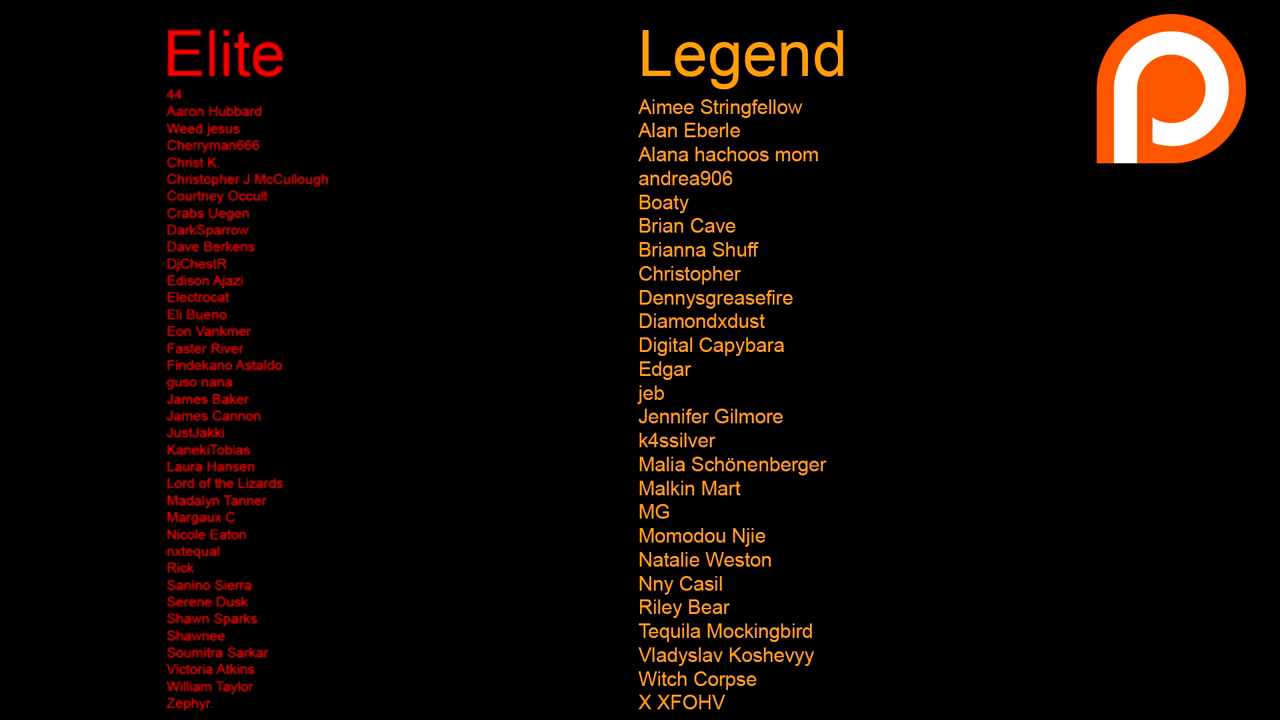 Elite
44
Aaron Hubbard
Weed jesus
Cherryman666
Christ K.
Christopher J McCullough
Courtney Occult
Crabs Uegen
DarkSparrow
Dave Berkens
DjChestR
Edison Ajazi
Electrocat
Eli Bueno
Eon Vankmer
Faster River
Findekano Astaldo
guso nana
James Baker
James Cannon
JustJakki
KanekiTobias
Laura Hansen
Lord of the Lizards
Madalyn Tanner
Margaux C
Nicole Eaton
nxtequal
Rick
Sanino Sierra
Serene Dusk
Shawn Sparks
Shawnee
Soumitra Sarkar
Victoria Atkins
William Taylor
Zephyr.
Legend
Aimee Stringfellow
Alan Eberle
Alana hachoos mom
andrea906
Boaty
Brian Cave
Brianna Shuff
Christopher
Dennysgreasefire
Diamondxdust
Digital Capybara
Edgar
jeb
Jennifer Gilmore
k4ssilver
Malia Schönenberger
Malkin Mart
MG
Momodou Njie
Natalie Weston
Nny Casil
Riley Bear
Tequila Mockingbird
Vladyslav Koshevyy
Witch Corpse
X XFOHV